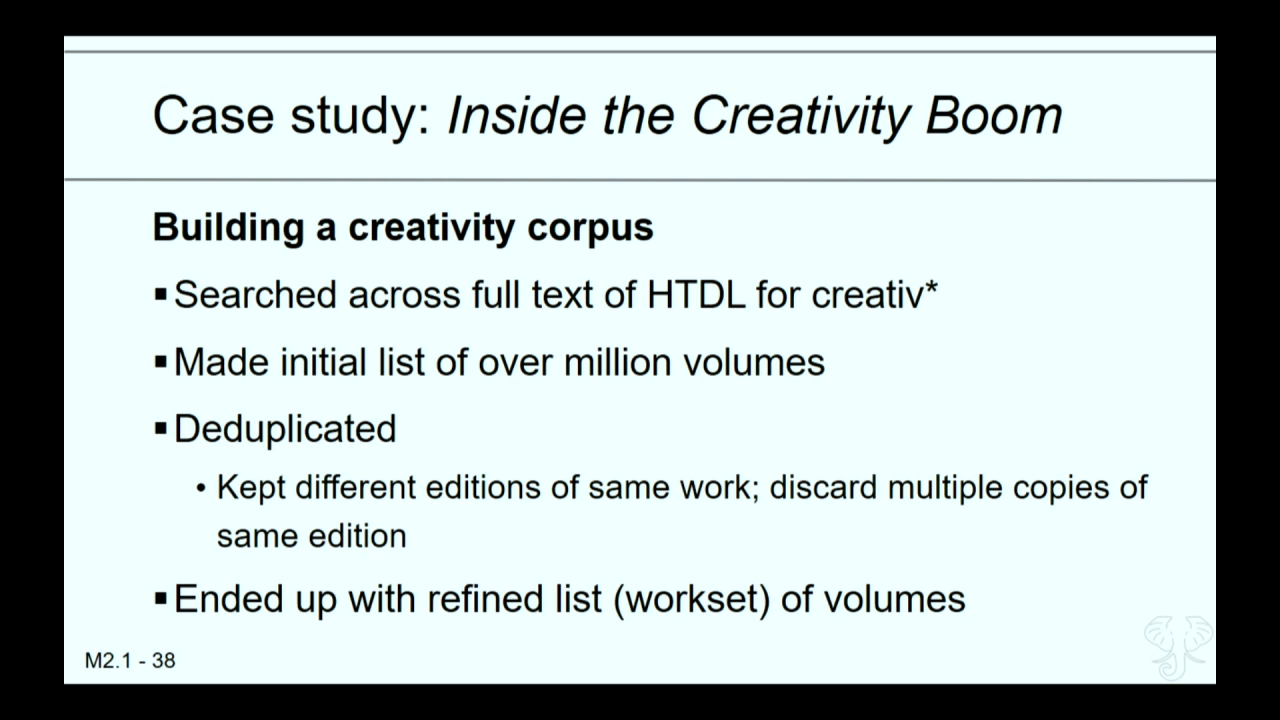 Case study: Inside the Creativity Boom
Building a creativity corpus
▪Searched across full text of HTDL for creativ*
▪Made initial list of over million volumes
▪Deduplicated
• Kept different editions of same work; discard multiple copies of
same edition
▪Ended up with refined list (workset) of volumes
M2.1 - 38